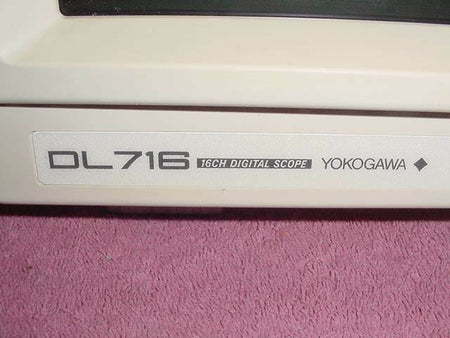 DL716 16CH DIGITAL SCOPE YOKOGAWA ◆